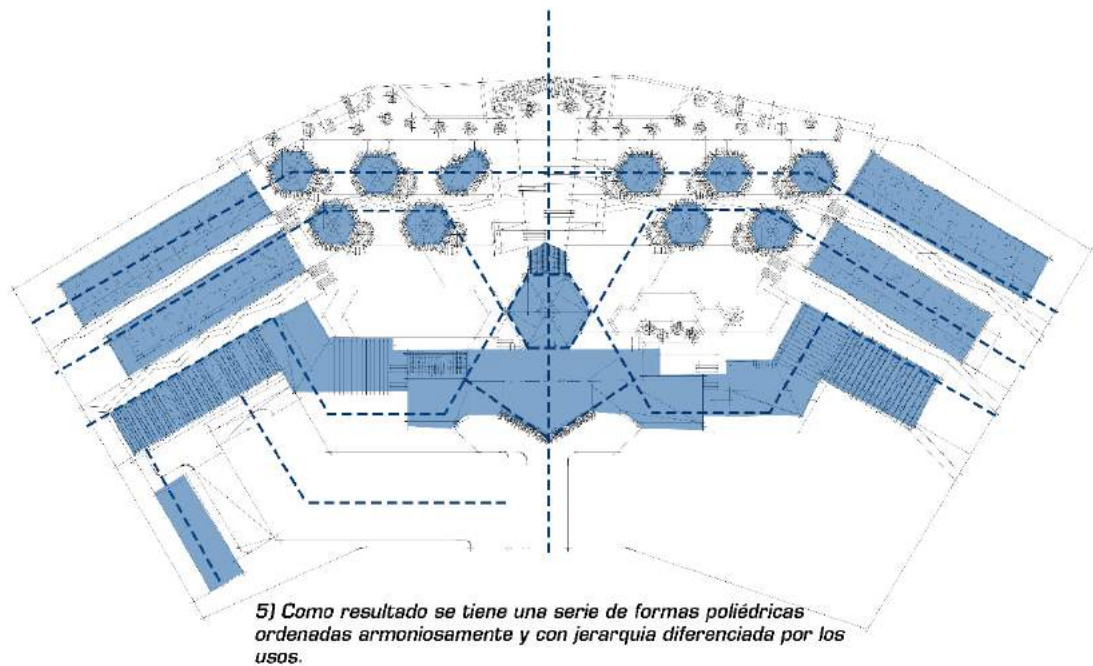 5) Como resultado se tiene una serie de formas poliédricas
ordenadas armoniosamente y con jerarquia diferenciada por los
usos.